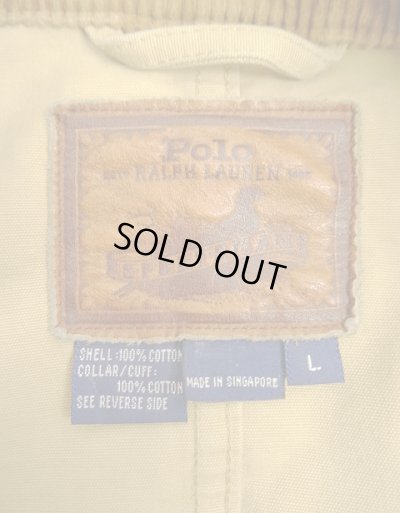 Polo
RALPH LAUREN
SOLD OUT
SHELL:100% COTTON
COLLAR/CUFF:
100% COTTON
SEE REVERSE SIDE
MADE IN SINGAPORE
L